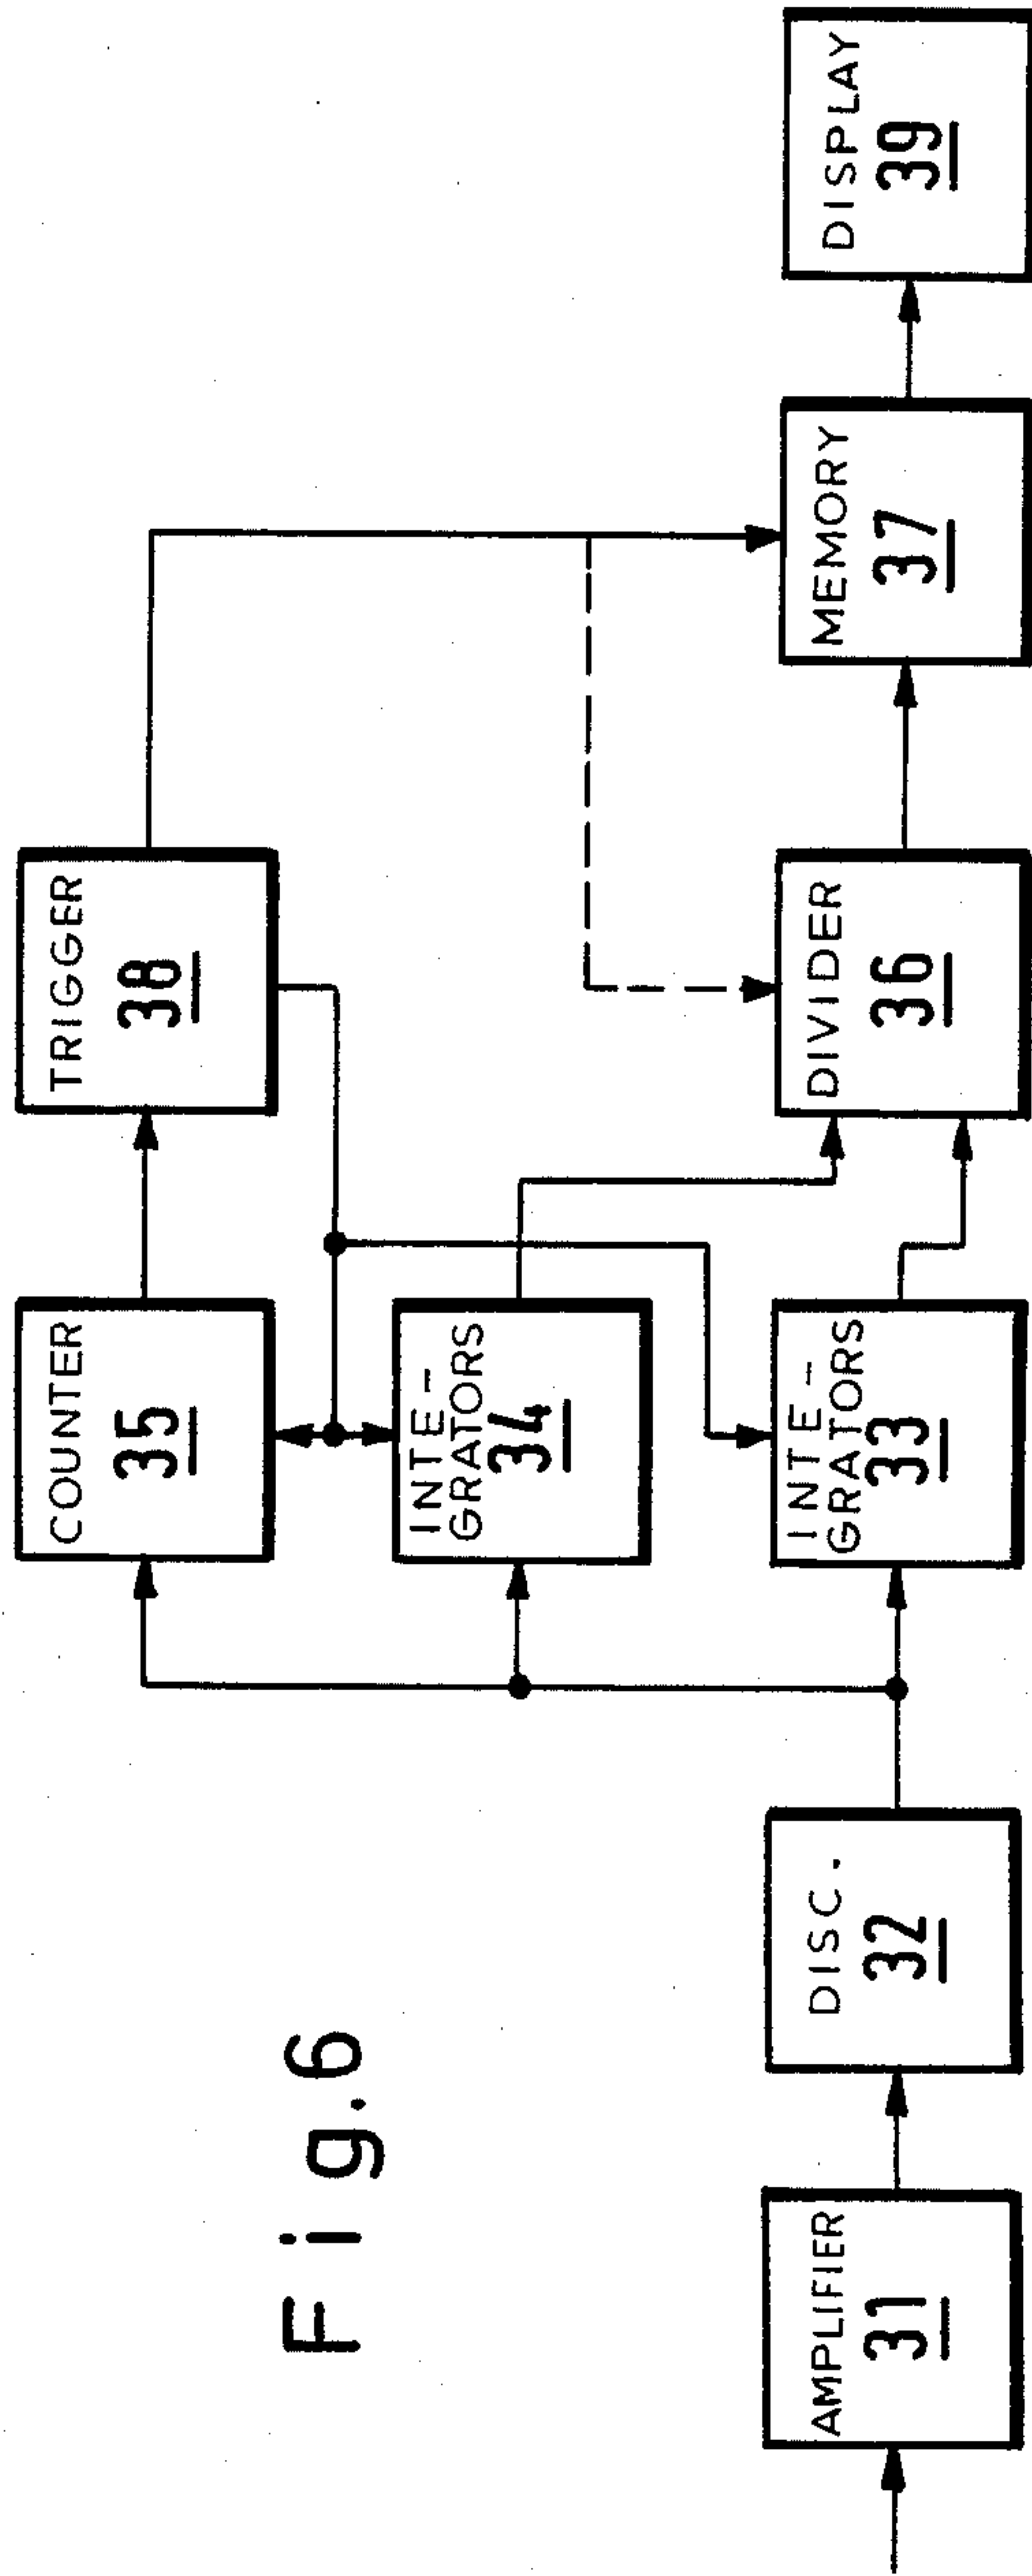 COUNTER
35
TRIGGER
38
INTE-
GRATORS
34
AMPLIFIER
31
DISC.
32
INTE-
GRATORS
33
DIVIDER
36
MEMORY
37
DISPLAY
39
Fig.6